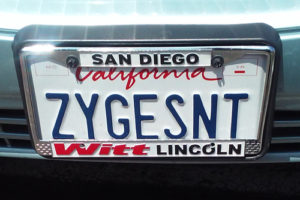 SAN DIEGO
California
ZYGESNT
Witt LINCOLN